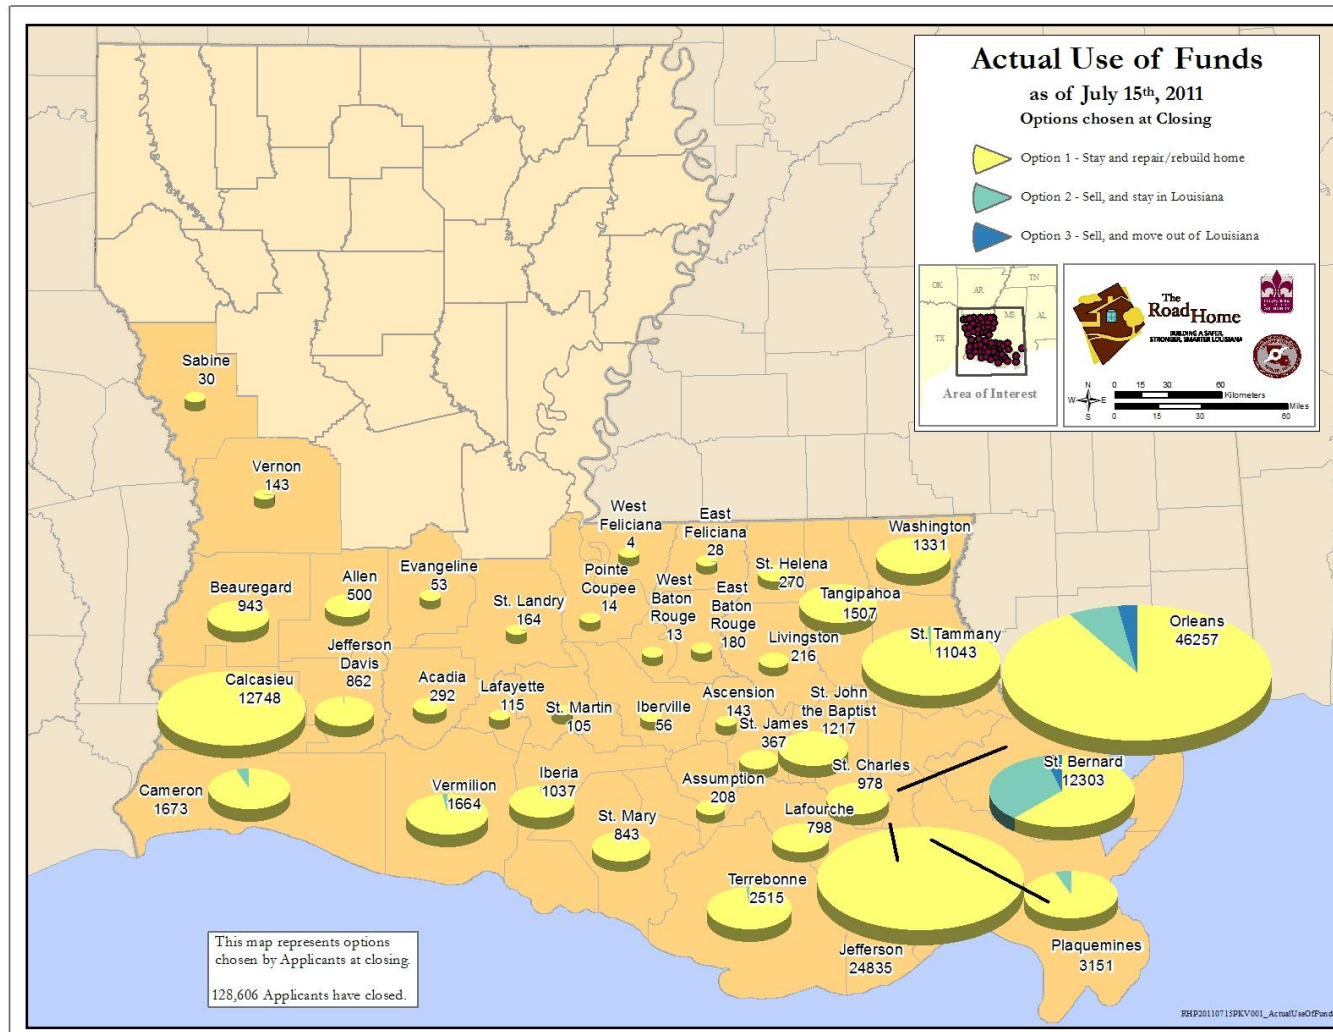 Actual Use of Funds
as of July 15th, 2011
Options chosen at Closing
Option 1 - Stay and repair/rebuild home
Option 2 - Sell, and stay in Louisiana
Option 3 - Sell, and move out of Louisiana
OK
AR
TN
TX
MS
AL
Area of Interest
The
Road Home
BUILDING A SAFER,
STRONGER, SMARTER LOUISIANA
N
W E
S
0 15 30 60
Kilometers
Miles
0 15 30 60
Sabine
30
Vernon
143
West
Feliciana
4
East
Feliciana
28
Washington
1331
Beauregard
943
Allen
500
Evangeline
53
St. Landry
164
Pointe
Coupee
14
West
Baton
Rouge
13
East
Baton
Rouge
180
St. Helena
270
Tangipahoa
1507
Livingston
216
St. Tammany
11043
Orleans
46257
Calcasieu
12748
Jefferson
Davis
862
Acadia
292
Lafayette
115
St. Martin
105
Iberville
56
Ascension
143
St. James
367
St. John
the Baptist
1217
St. Charles
978
St. Bernard
12303
Cameron
1673
Vermilion
1664
Iberia
1037
St. Mary
843
Assumption
208
Lafourche
798
Terrebonne
2515
Jefferson
24835
Plaquemines
3151
This map represents options
chosen by Applicants at closing.
128,606 Applicants have closed.
RHP20110715PKV001_ActualUseOfFund